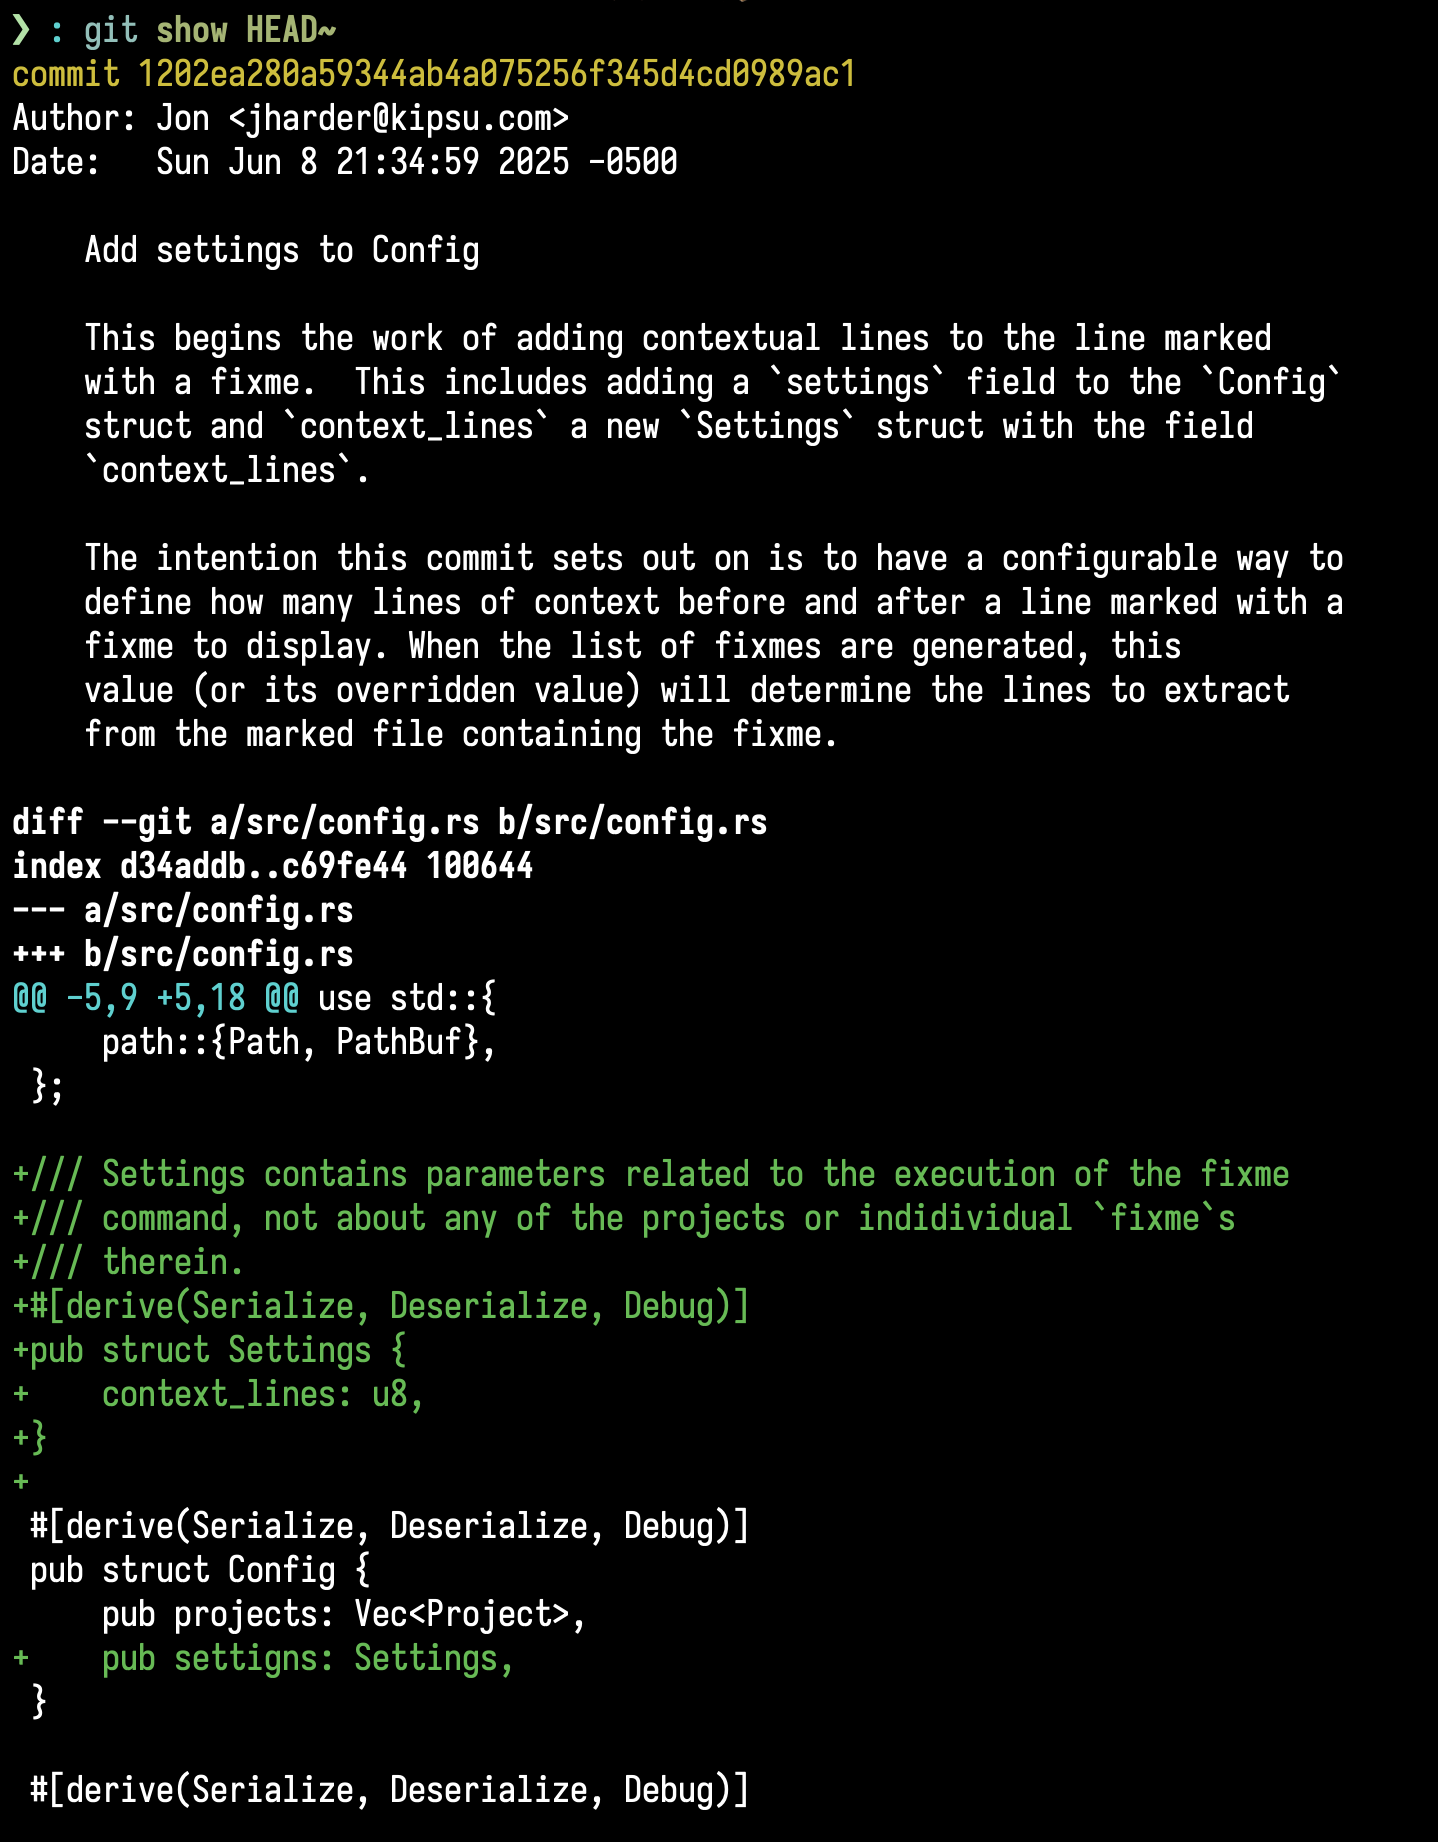 ❯ : git show HEAD~
commit 1202ea280a59344ab4a075256f345d4cd0989ac1
Author: Jon <jharder@kipsu.com>
Date:   Sun Jun 8 21:34:59 2025 -0500

    Add settings to Config

    This begins the work of adding contextual lines to the line marked
    with a fixme.  This includes adding a `settings` field to the `Config`
    struct and `context_lines` a new `Settings` struct with the field
    `context_lines`.

    The intention this commit sets out on is to have a configurable way to
    define how many lines of context before and after a line marked with a
    fixme to display. When the list of fixmes are generated, this
    value (or its overridden value) will determine the lines to extract
    from the marked file containing the fixme.

diff --git a/src/config.rs b/src/config.rs
index d34addb..c69fe44 100644
--- a/src/config.rs
+++ b/src/config.rs
@@ -5,9 +5,18 @@ use std::{
     path::{Path, PathBuf},
 };

+/// Settings contains parameters related to the execution of the fixme
+/// command, not about any of the projects or indidividual `fixme`s
+/// therein.
+#[derive(Serialize, Deserialize, Debug)]
+pub struct Settings {
+    context_lines: u8,
+}
+
 #[derive(Serialize, Deserialize, Debug)]
 pub struct Config {
     pub projects: Vec<Project>,
+    pub settigns: Settings,
 }

 #[derive(Serialize, Deserialize, Debug)]